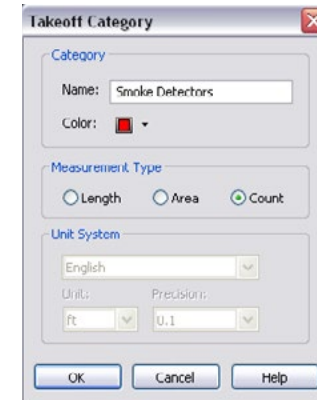 Takeoff Category
Category
Name: Smoke Detectors
Color:
Measurement Type
Length Area Count
Unit System
English
Unit: Precision:
ft 0.1
OK Cancel Help